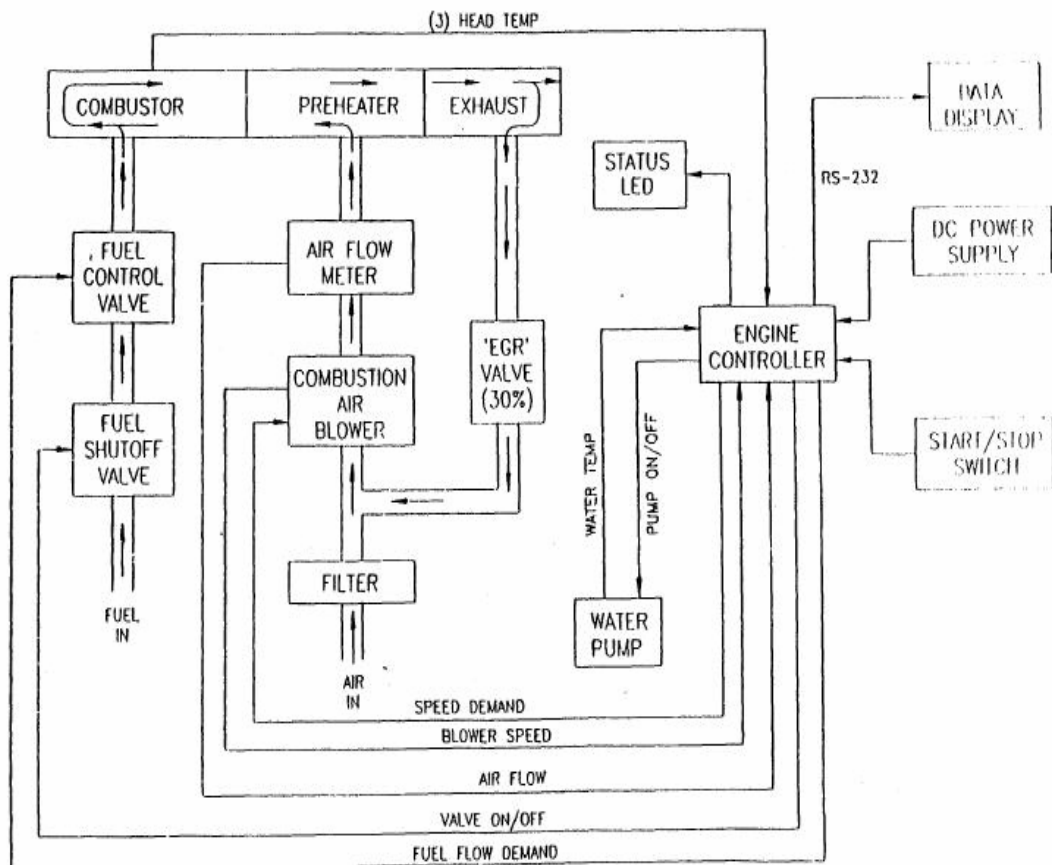 (3) HEAD TEMP
COMBUSTOR
PREHEATER
EXHAUST
DATA
DISPLAY
STATUS
LED
RS-232
FUEL
CONTROL
VALVE
AIR FLOW
METER
DC POWER
SUPPLY
'EGR'
VALVE
(30%)
ENGINE
CONTROLLER
COMBUSTION
AIR
BLOWER
FUEL
SHUTOFF
VALVE
START/STOP
SWITCH
WATER TEMP
PUMP ON/OFF
FILTER
FUEL
IN
WATER
PUMP
AIR
IN
SPEED DEMAND
BLOWER SPEED
AIR FLOW
VALVE ON/OFF
FUEL FLOW DEMAND